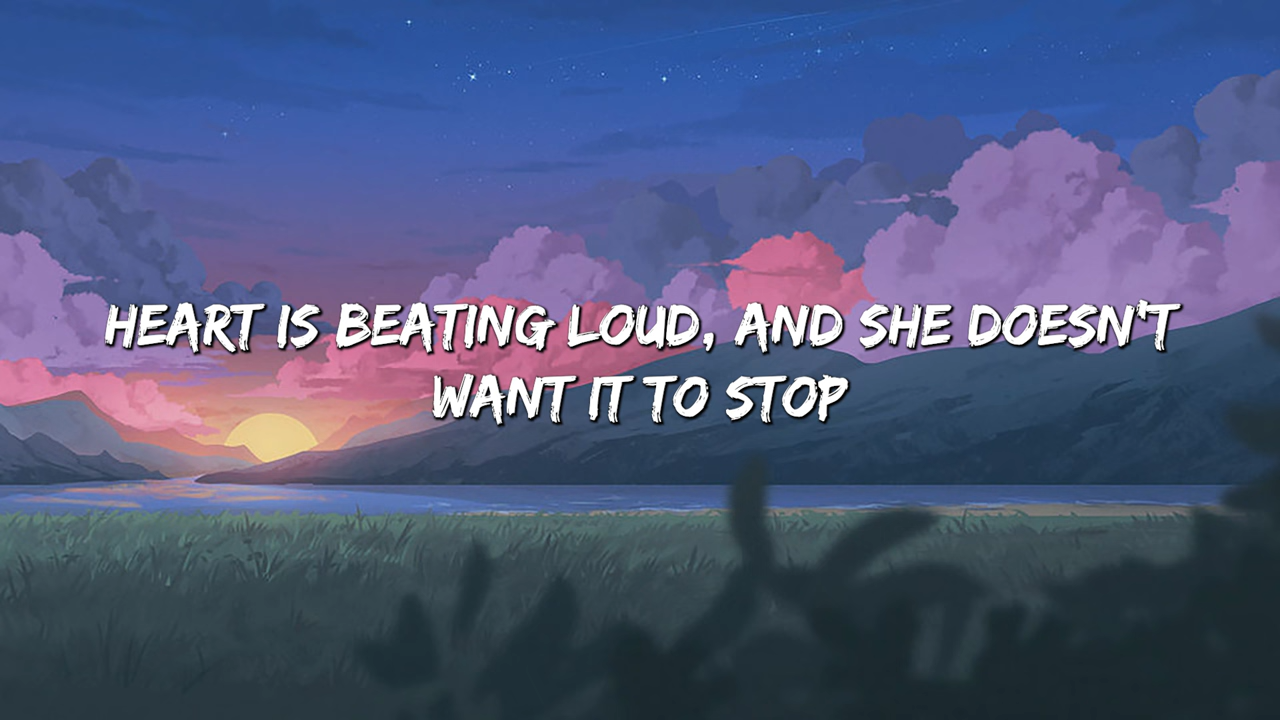 HEART IS BEATING LOUD, AND SHE DOESN'T
WANT IT TO STOP